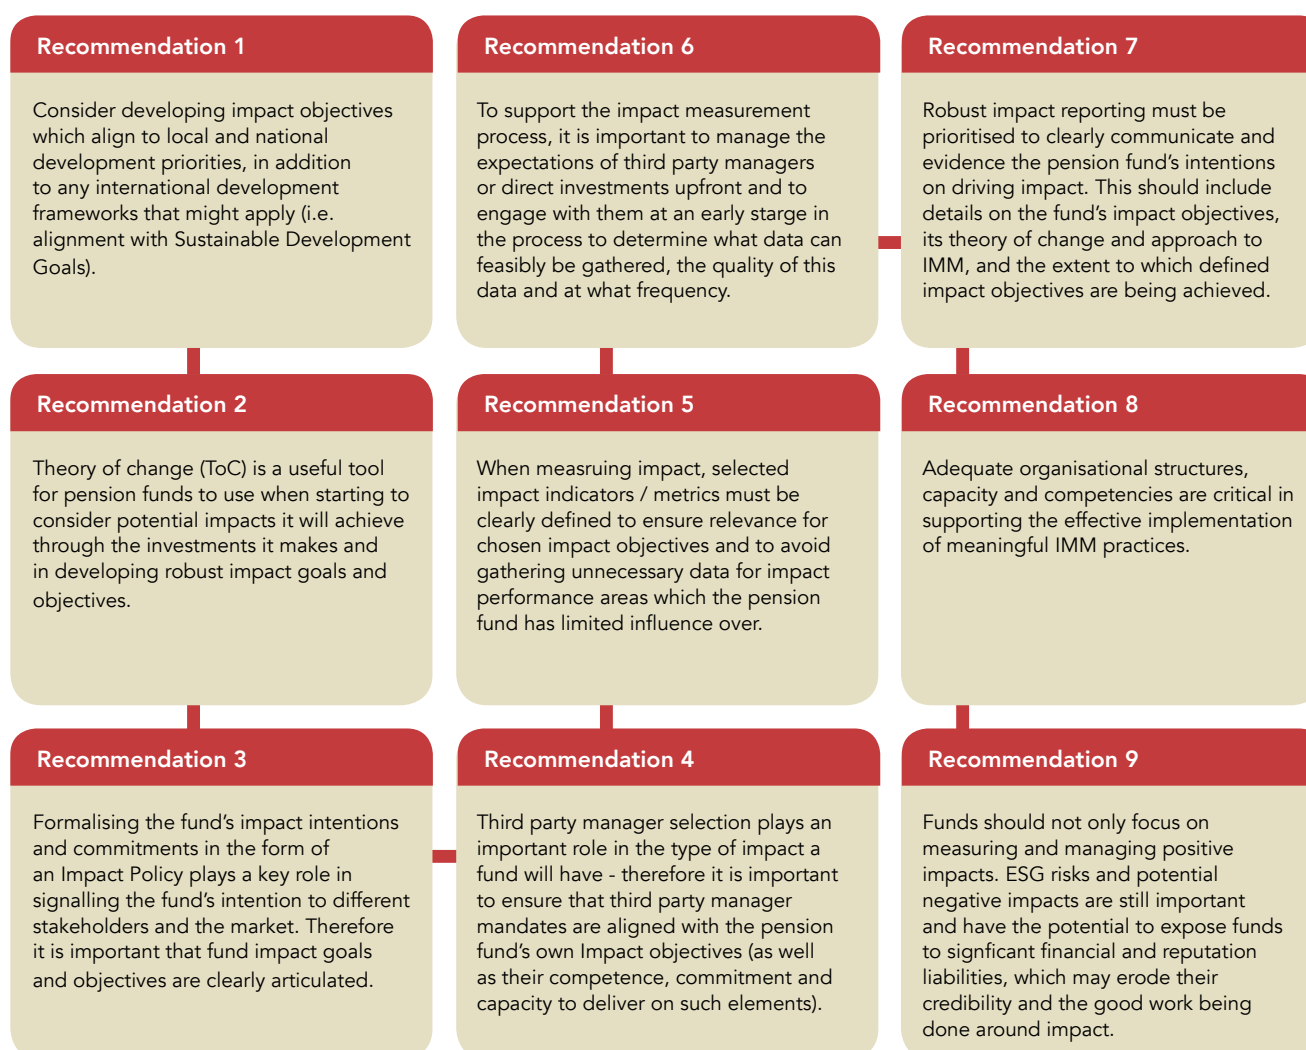 Recommendation 1
Consider developing impact objectives
which align to local and national
development priorities, in addition
to any international development
frameworks that might apply (i.e.
alignment with Sustainable Development
Goals).
Recommendation 2
Theory of change (ToC) is a useful tool
for pension funds to use when starting to
consider potential impacts it will achieve
through the investments it makes and
in developing robust impact goals and
objectives.
Recommendation 3
Formalising the fund's impact intentions
and commitments in the form of
an Impact Policy plays a key role in
signalling the fund's intention to different
stakeholders and the market. Therefore
it is important that fund impact goals
and objectives are clearly articulated.
Recommendation 4
Third party manager selection plays an
important role in the type of impact a
fund will have - therefore it is important
to ensure that third party manager
mandates are aligned with the pension
fund's own Impact objectives (as well
as their competence, commitment and
capacity to deliver on such elements).
Recommendation 5
When measruing impact, selected
impact indicators / metrics must be
clearly defined to ensure relevance for
chosen impact objectives and to avoid
gathering unnecessary data for impact
performance areas which the pension
fund has limited influence over.
Recommendation 6
To support the impact measurement
process, it is important to manage the
expectations of third party managers
or direct investments upfront and to
engage with them at an early starge in
the process to determine what data can
feasibly be gathered, the quality of this
data and at what frequency.
Recommendation 7
Robust impact reporting must be
prioritised to clearly communicate and
evidence the pension fund's intentions
on driving impact. This should include
details on the fund's impact objectives,
its theory of change and approach to
IMM, and the extent to which defined
impact objectives are being achieved.
Recommendation 8
Adequate organisational structures,
capacity and competencies are critical in
supporting the effective implementation
of meaningful IMM practices.
Recommendation 9
Funds should not only focus on
measuring and managing positive
impacts. ESG risks and potential
negative impacts are still important
and have the potential to expose funds
to signficant financial and reputation
liabilities, which may erode their
credibility and the good work being
done around impact.